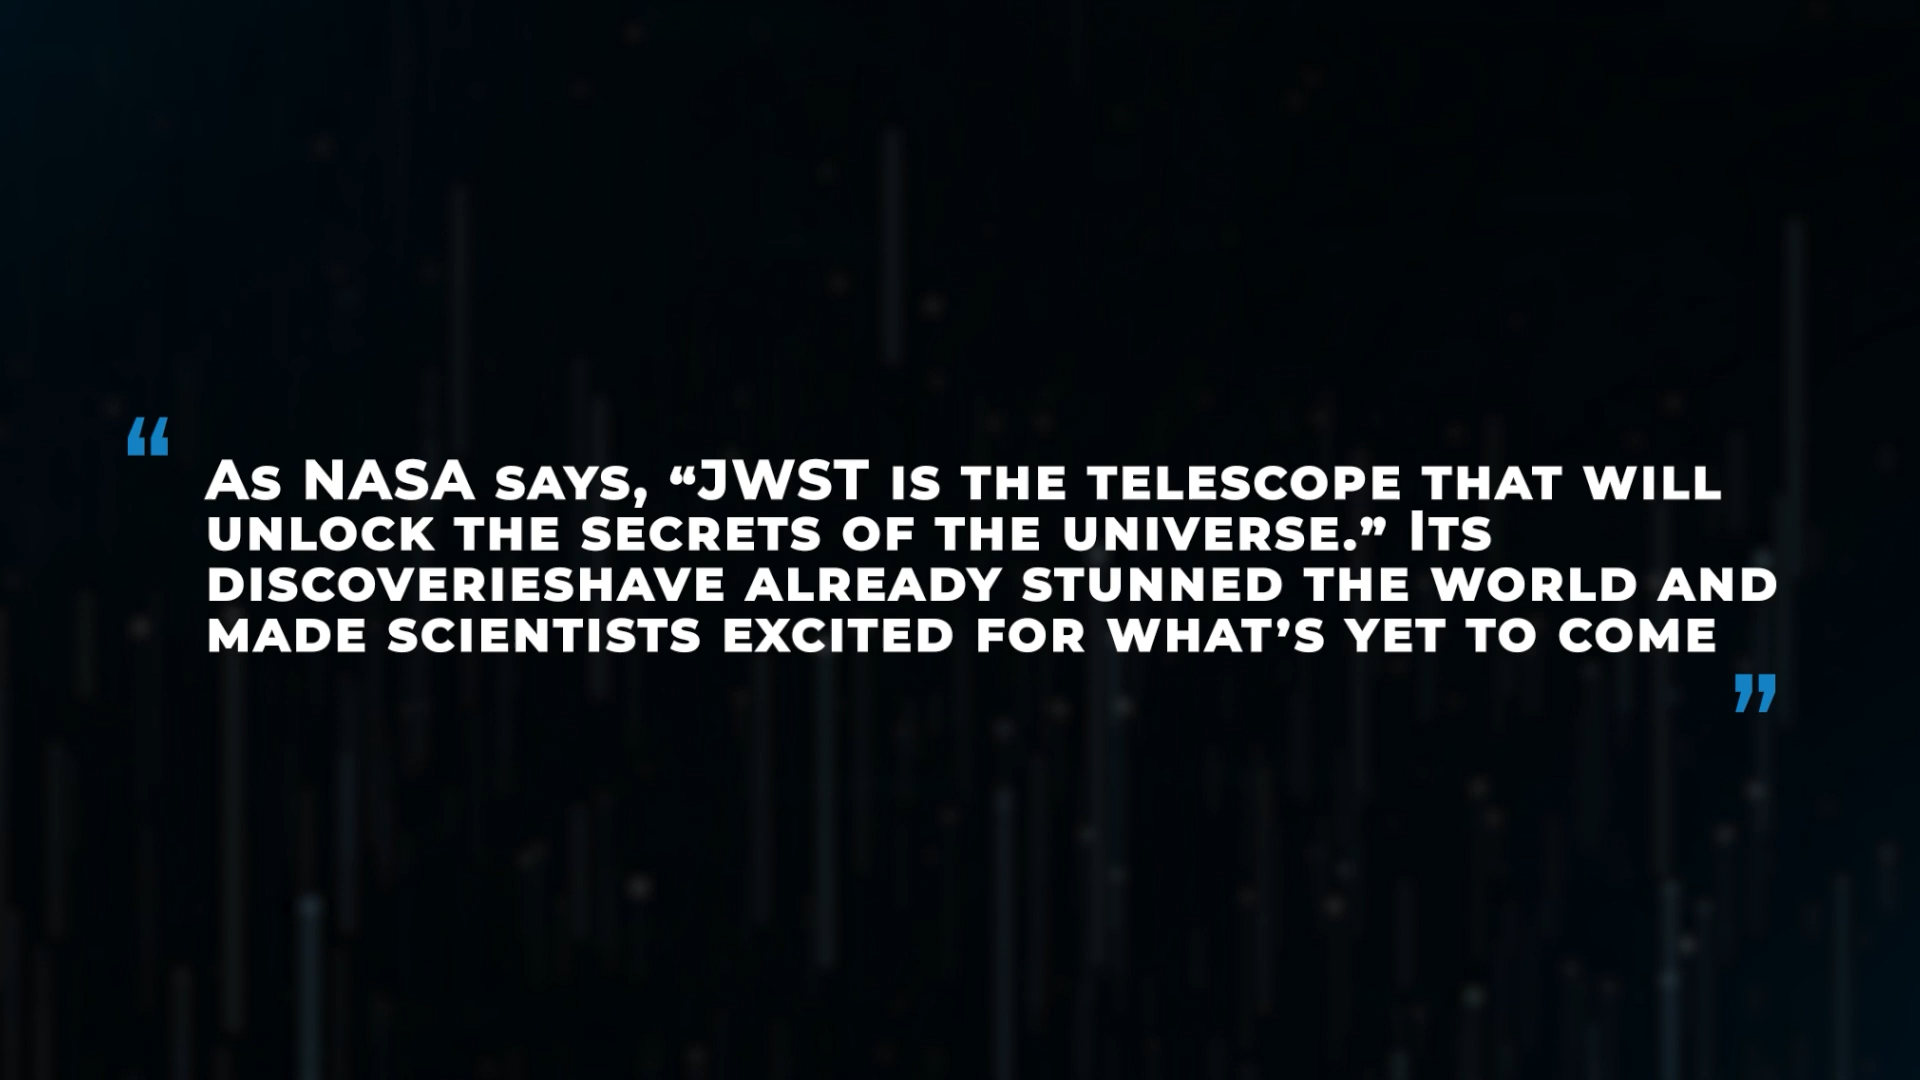 “
As NASA says, “JWST is the telescope that will
unlock the secrets of the universe.” Its
discoverieshave already stunned the world and
made scientists excited for what’s yet to come
”